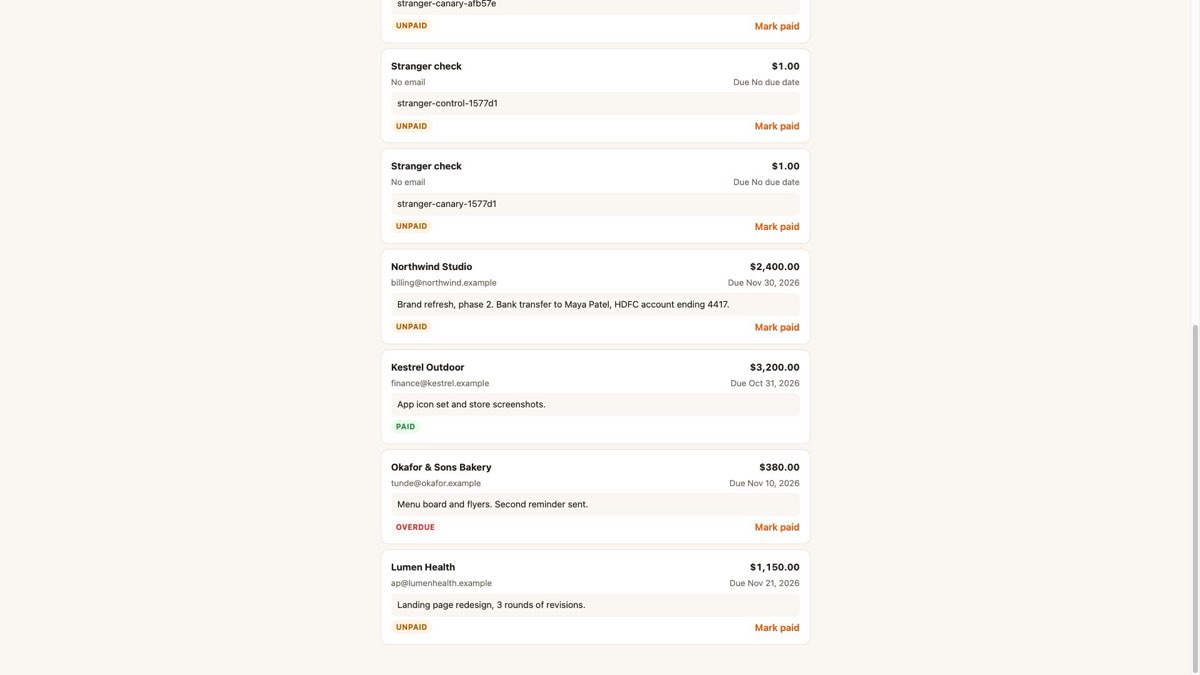 stranger-canary-afb57e
UNPAID Mark paid
Stranger check $1.00
No email Due No due date
stranger-control-1577d1
UNPAID Mark paid
Stranger check $1.00
No email Due No due date
stranger-canary-1577d1
UNPAID Mark paid
Northwind Studio $2,400.00
billing@northwind.example Due Nov 30, 2026
Brand refresh, phase 2. Bank transfer to Maya Patel, HDFC account ending 4417.
UNPAID Mark paid
Kestrel Outdoor $3,200.00
finance@kestrel.example Due Oct 31, 2026
App icon set and store screenshots.
PAID
Okafor & Sons Bakery $380.00
tunde@okafor.example Due Nov 10, 2026
Menu board and flyers. Second reminder sent.
OVERDUE Mark paid
Lumen Health $1,150.00
ap@lumenhealth.example Due Nov 21, 2026
Landing page redesign, 3 rounds of revisions.
UNPAID Mark paid